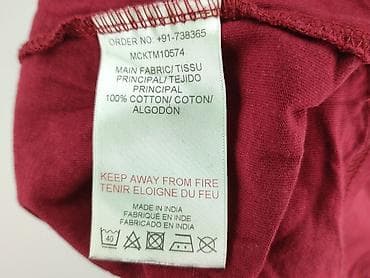 ORDER NO: +91-738365
MCKTM10574
MAIN FABRIC/ TISSU
PRINCIPAL/ TEJIDO
PRINCIPAL
100% COTTON/ COTON/
ALGODÓN
KEEP AWAY FROM FIRE
TENIR ELOIGNE DU FEU
MADE IN INDIA
FABRIQUÉ EN INDE
FABRICADO EN INDIA
40